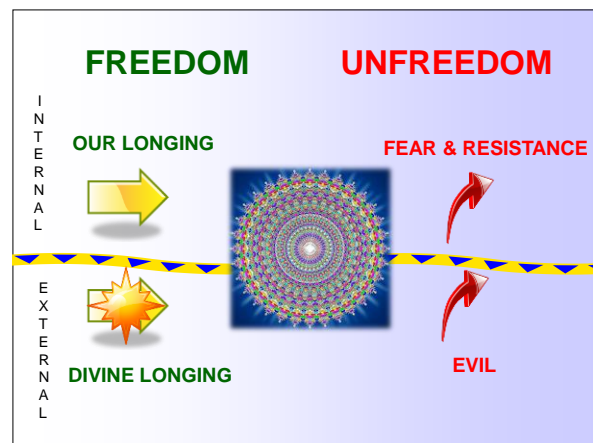 FREEDOM
UNFREEDOM
INTERNAL
OUR LONGING
FEAR & RESISTANCE
EXTERNAL
DIVINE LONGING
EVIL